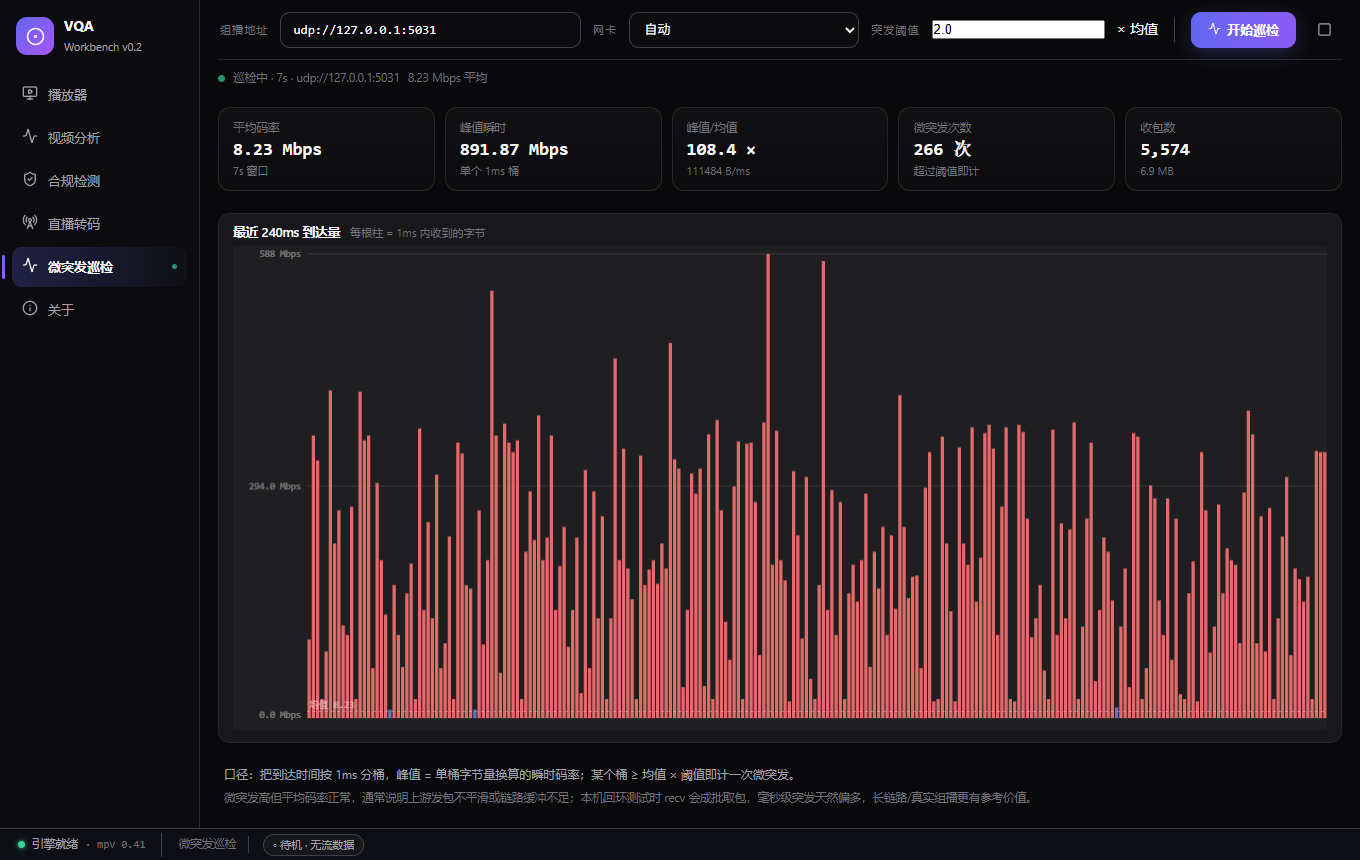 VQA
Workbench v0.2
播放器
视频分析
合规检测
直播转码
微突发巡检
关于
组播地址 udp://127.0.0.1:5031 网卡 自动 突发阈值 2.0 × 均值 开始巡检
巡检中 · 7s · udp://127.0.0.1:5031 8.23 Mbps 平均
平均码率
8.23 Mbps
7s 窗口
峰值瞬时
891.87 Mbps
单个 1ms 桶
峰值/均值
108.4 ×
111484 B/ms
微突发次数
266 次
超过阈值即计
收包数
5,574
6.9 MB
最近 240ms 到达量 每根柱 = 1ms 内收到的字节
588 Mbps
294.0 Mbps
均值 8.23
0.0 Mbps
口径：把到达时间按 1ms 分桶，峰值 = 单桶字节量换算的瞬时码率；某个桶 ≥ 均值 × 阈值即计一次微突发。
微突发高但平均码率正常，通常说明上游发包不平滑或链路缓冲不足；本机回环测试时 recv 会成批取包，毫秒级突发天然偏多，长链路/真实组播更有参考价值。
引擎就绪 · mpv 0.41 微突发巡检 ◦ 待机 · 无流数据